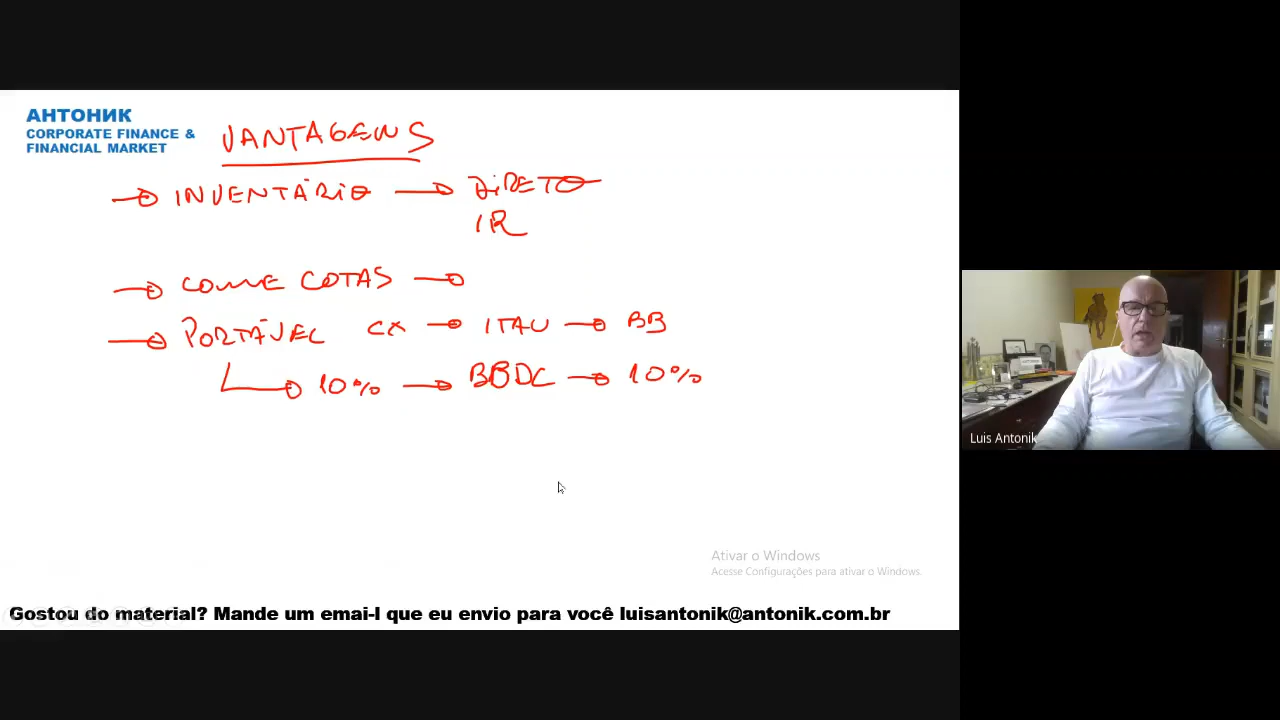 АНТОНИК
CORPORATE FINANCE &
FINANCIAL MARKET
VANTAGENS
INVENTÁRIO DIRETO
IR
COME COTAS
PORTÁVEL CX ITAU BB
10% BBDC 10%
Luis Antonik
Ativar o Windows
Acesse Configurações para ativar o Windows.
Gostou do material? Mande um emai-l que eu envio para você luisantonik@antonik.com.br